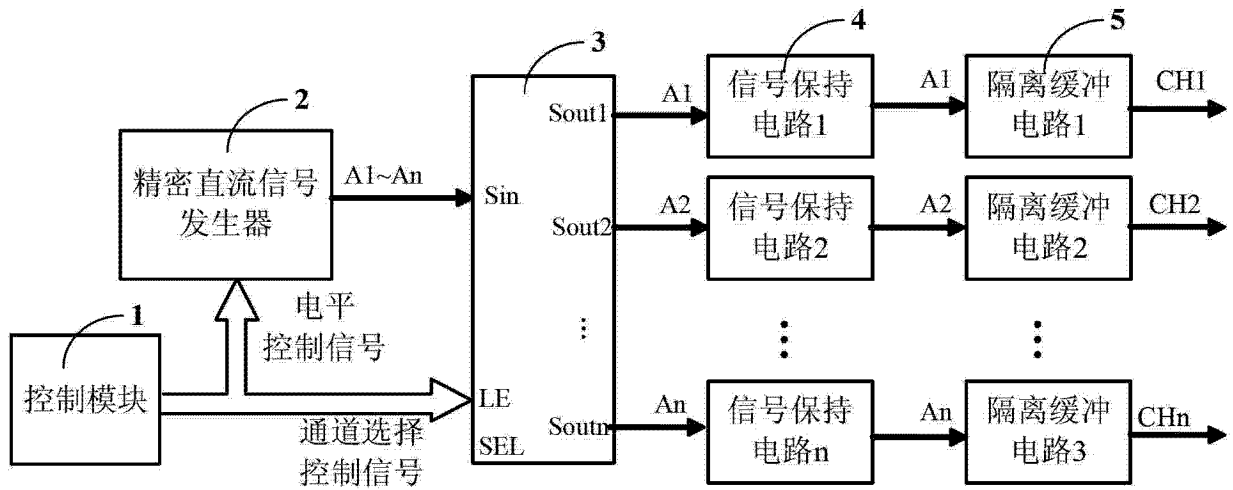 1
控制模块
2
精密直流信号
发生器
电平
控制信号
通道选择
控制信号
A1~An
3
Sin
LE
SEL
Sout1
Sout2
...
Soutn
A1
A2
An
4
信号保持
电路1
信号保持
电路2
信号保持
电路n
A1
A2
An
5
隔离缓冲
电路1
隔离缓冲
电路2
隔离缓冲
电路3
CH1
CH2
CHn